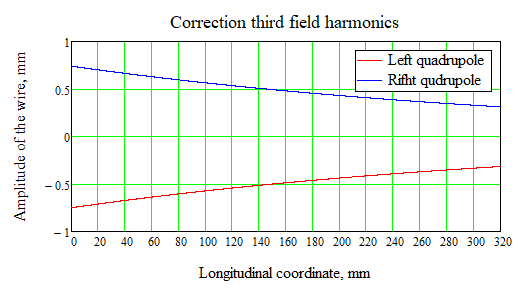 Correction third field harmonics
Amplitude of the wire, mm
1
0.5
0
− 0.5
− 1
Left quadrupole
Rifht qudrupole
0 20 40 60 80 100 120 140 160 180 200 220 240 260 280 300 320
Longitudinal coordinate, mm